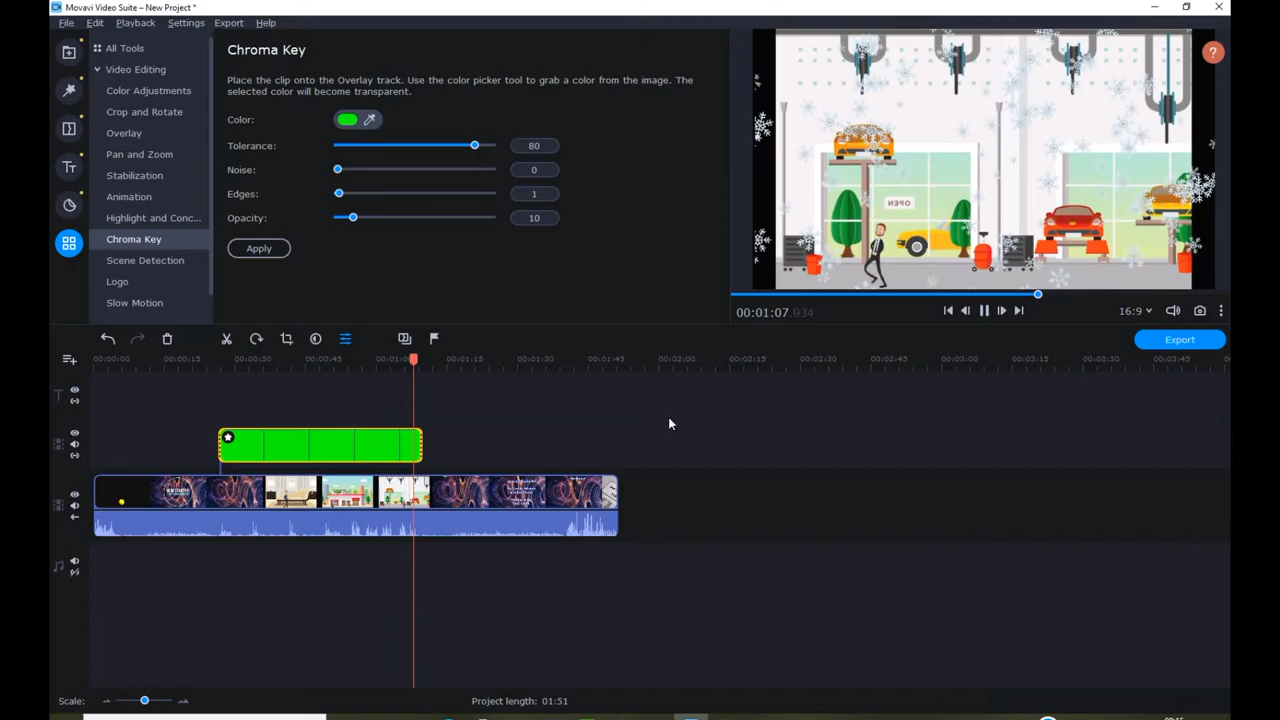 Movavi Video Suite – New Project *
File Edit Playback Settings Export Help
All Tools
Video Editing
Color Adjustments
Crop and Rotate
Overlay
Pan and Zoom
Stabilization
Animation
Highlight and Conc...
Chroma Key
Scene Detection
Logo
Slow Motion
Chroma Key
Place the clip onto the Overlay track. Use the color picker tool to grab a color from the image. The
selected color will become transparent.
Color:
Tolerance: 80
Noise: 0
Edges: 1
Opacity: 10
Apply
OPEN
?
00:01:07.934
16:9
Export
00:00:00 00:00:15 00:00:30 00:00:45 00:01:00 00:01:15 00:01:30 00:01:45 00:02:00 00:02:15 00:02:30 00:02:45 00:03:00 00:03:15 00:03:30 00:03:45
Scale:
Project length: 01:51